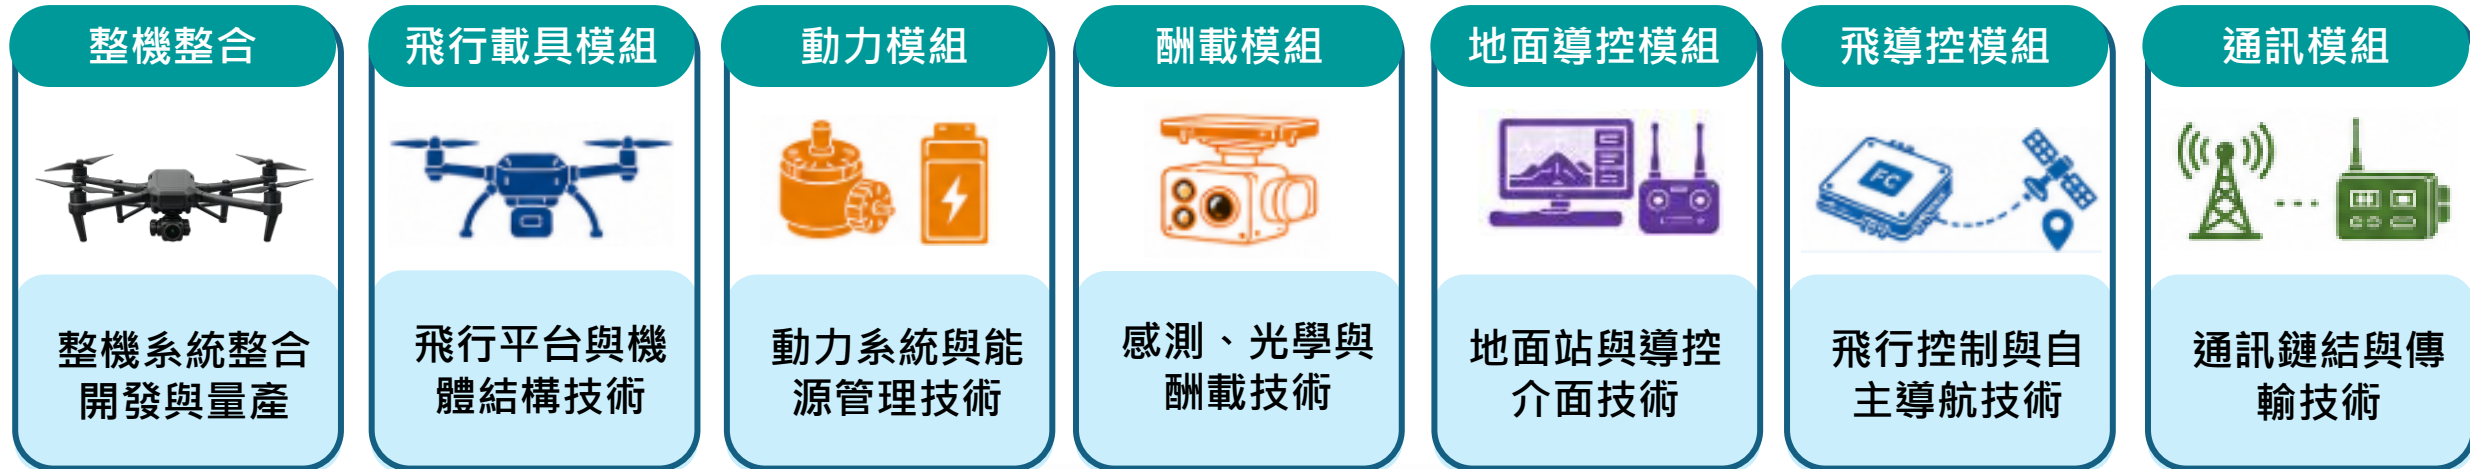 整機整合
整機系統整合
開發與量產
飛行載具模組
飛行平台與機
體結構技術
動力模組
動力系統與能
源管理技術
酬載模組
感測、光學與
酬載技術
地面導控模組
地面站與導控
介面技術
飛導控模組
FC
飛行控制與自
主導航技術
通訊模組
通訊鏈結與傳
輸技術